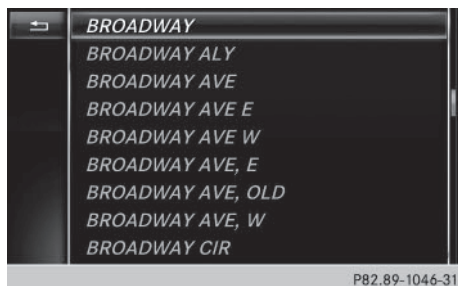 BROADWAY
BROADWAY ALY
BROADWAY AVE
BROADWAY AVE E
BROADWAY AVE W
BROADWAY AVE, E
BROADWAY AVE, OLD
BROADWAY AVE, W
BROADWAY CIR
P82.89-1046-31